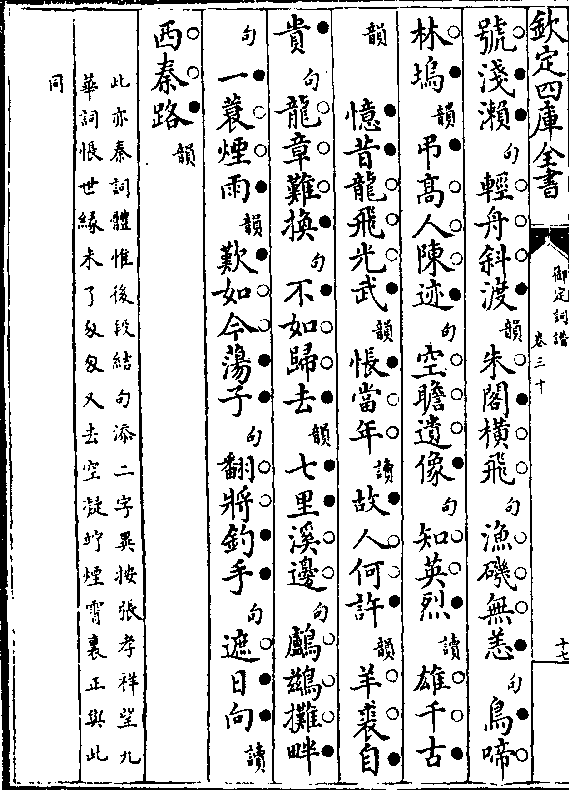 欽定四庫全書
御定詞譜
卷三十
十七
號淺瀨句輕舟斜渡韻朱閣橫飛句漁磯無恙句鳥啼
林塢韻弔高人陳迹句空瞻遺像句知英烈讀雄千古
韻
憶昔龍飛光武韻悵當年讀故人何許韻羊裘自
貴句龍章難換句不如歸去韻七里溪邊句鸕鷀攤畔
句一蓑煙雨韻歎如今蕩子句翻將釣手句遮日向讀
西秦路韻
此亦秦詞體惟後段結句添二字異按張孝祥望九
華詞悵世緣未了匆匆又去空凝竚煙霄裏正與此
同